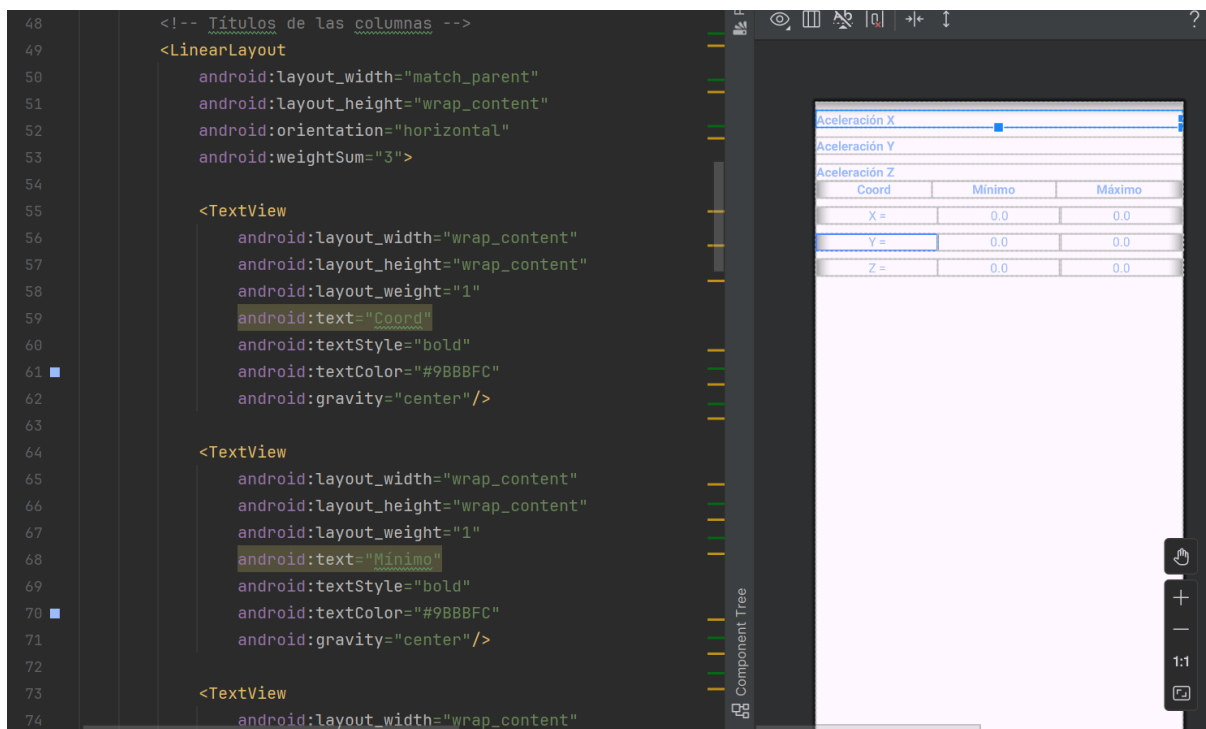 48 <!-- Títulos de las columnas -->
49 <LinearLayout
50 android:layout_width="match_parent"
51 android:layout_height="wrap_content"
52 android:orientation="horizontal"
53 android:weightSum="3">
54
55 <TextView
56 android:layout_width="wrap_content"
57 android:layout_height="wrap_content"
58 android:layout_weight="1"
59 android:text="Coord"
60 android:textStyle="bold"
61 android:textColor="#9BBBFC"
62 android:gravity="center"/>
63
64 <TextView
65 android:layout_width="wrap_content"
66 android:layout_height="wrap_content"
67 android:layout_weight="1"
68 android:text="Mínimo"
69 android:textStyle="bold"
70 android:textColor="#9BBBFC"
71 android:gravity="center"/>
72
73 <TextView
74 android:layout_width="wrap_content"
Component Tree
?
Aceleración X
Aceleración Y
Aceleración Z
Coord Mínimo Máximo
X = 0.0 0.0
Y = 0.0 0.0
Z = 0.0 0.0
1:1